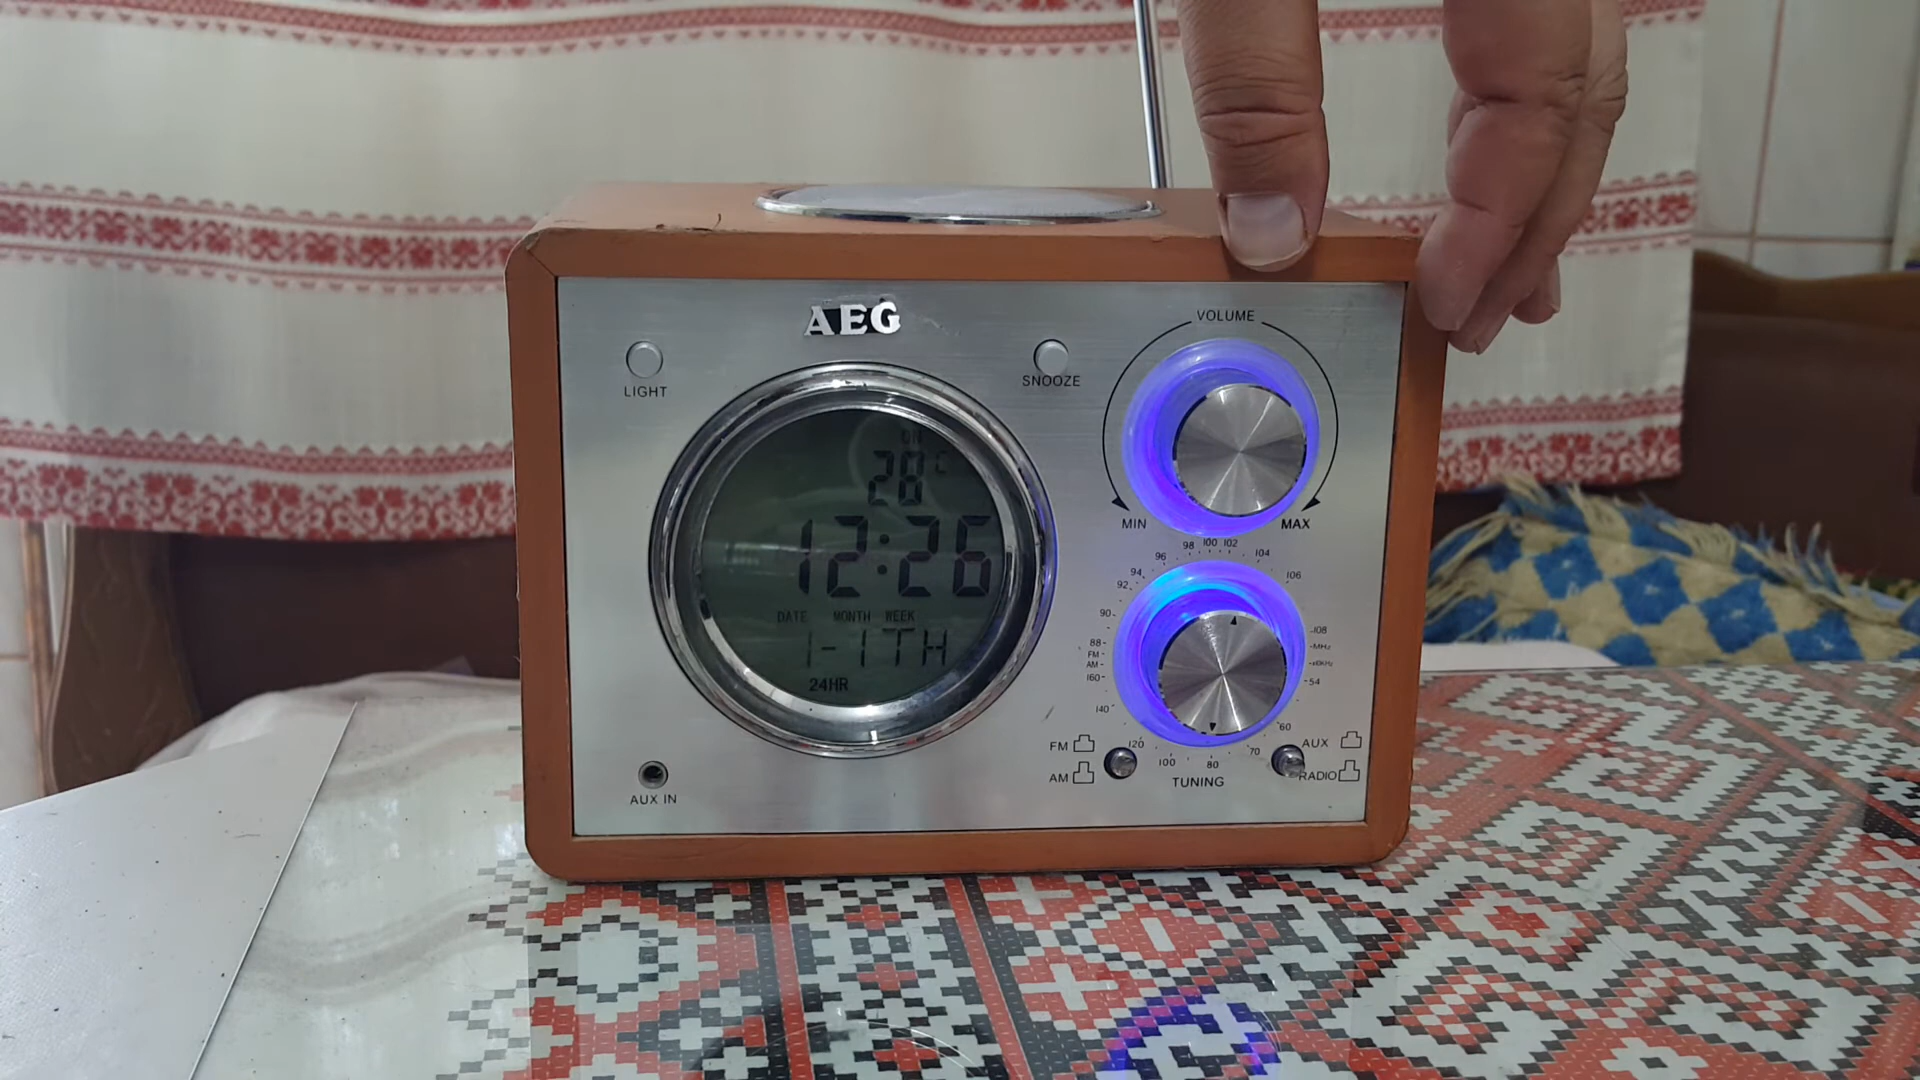 AEG
LIGHT
SNOOZE
VOLUME
MIN
MAX
ON
28°C
12:26
DATE MONTH WEEK
1-1TH
24HR
AUX IN
90 92 94 96 98 100 102 104 106 108
88
FM
MHz
AM
160 140 120 100 80 70 60 54
TUNING
FM
AM
AUX
RADIO